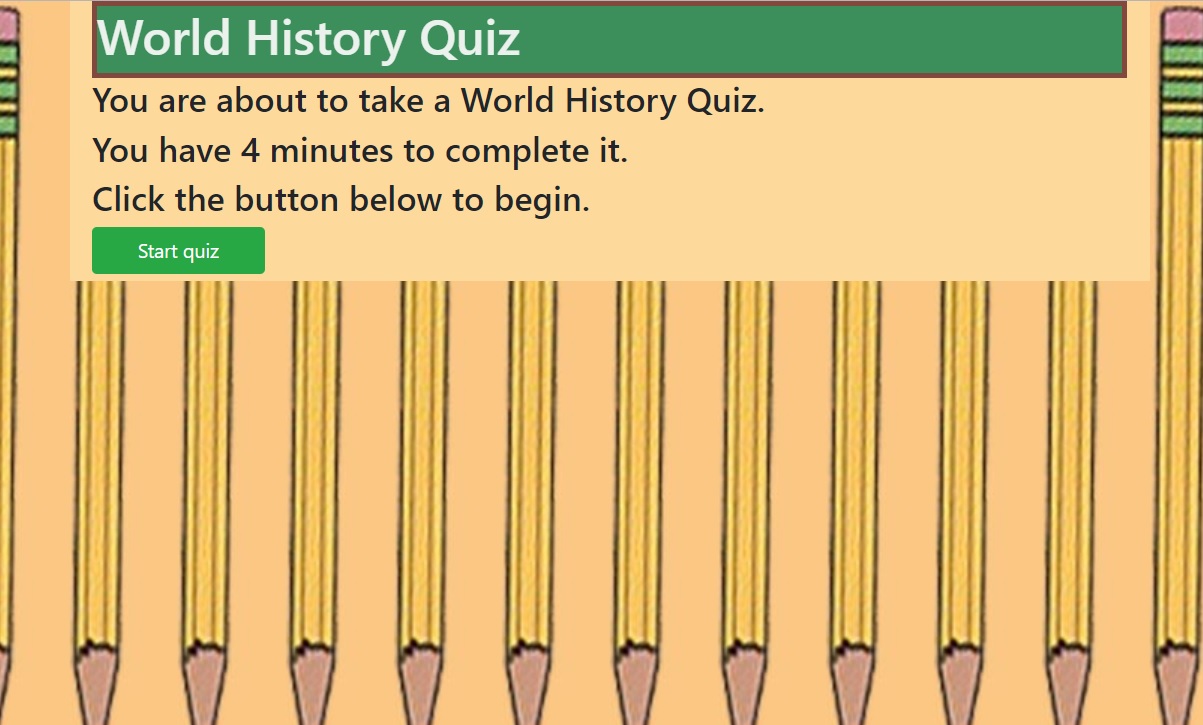 World History Quiz
You are about to take a World History Quiz.
You have 4 minutes to complete it.
Click the button below to begin.
Start quiz